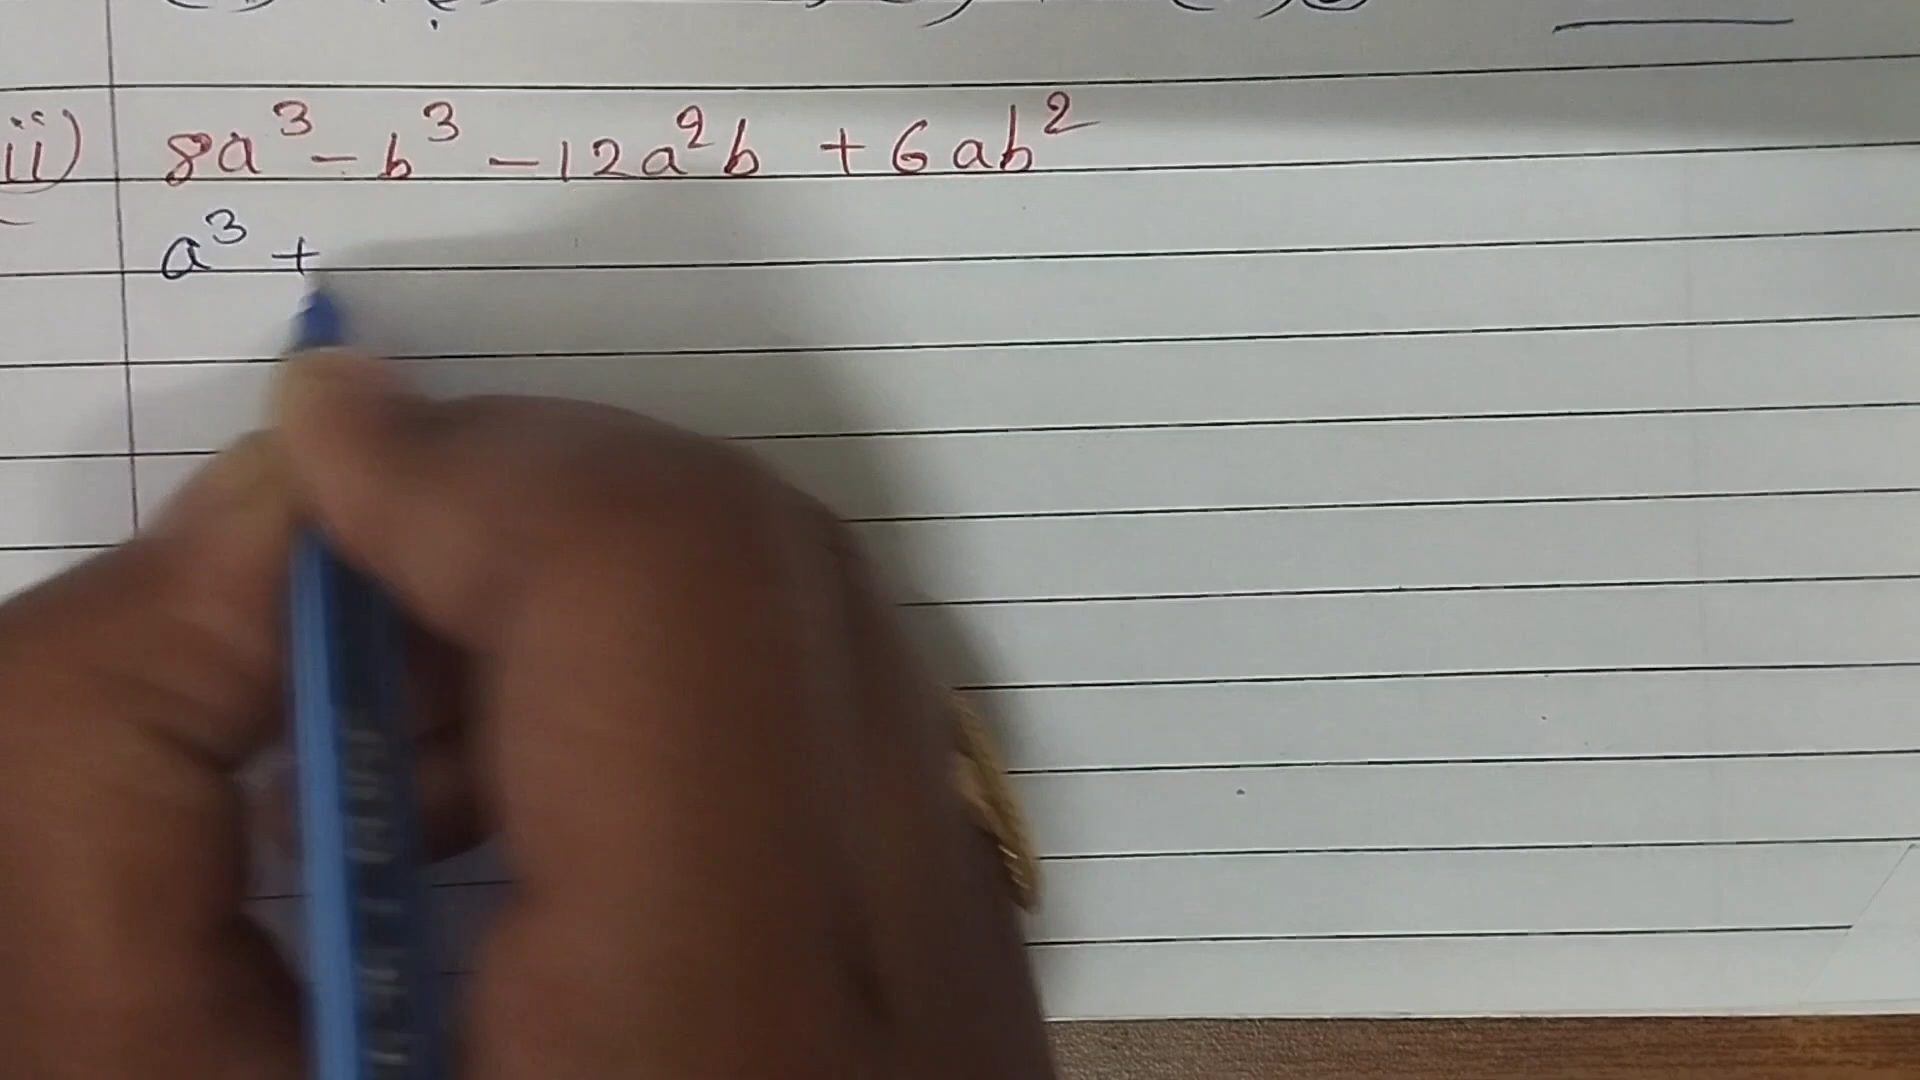 ii) 8a³ - b³ - 12a²b + 6ab²
a³ +